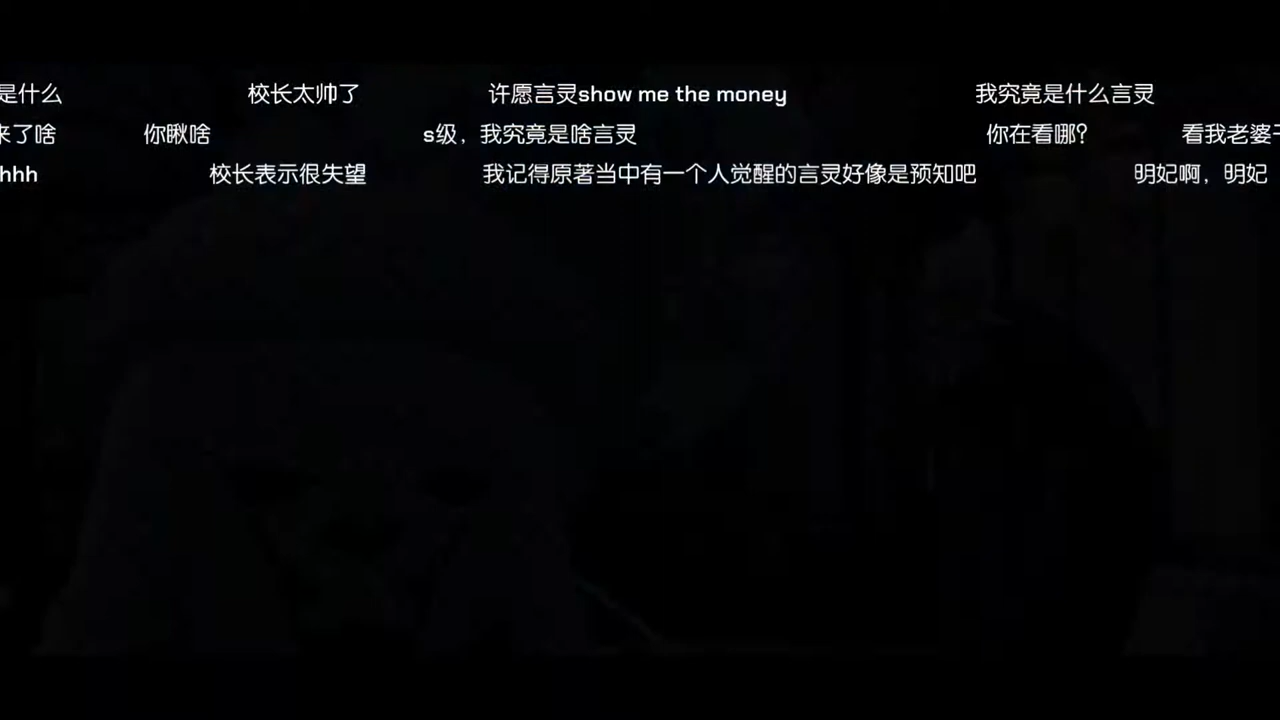 是什么 校长太帅了 许愿言灵show me the money 我究竟是什么言灵
来了啥 你瞅啥 s级，我究竟是啥言灵 你在看哪? 看我老婆
hhh 校长表示很失望 我记得原著当中有一个人觉醒的言灵好像是预知吧 明妃啊，明妃